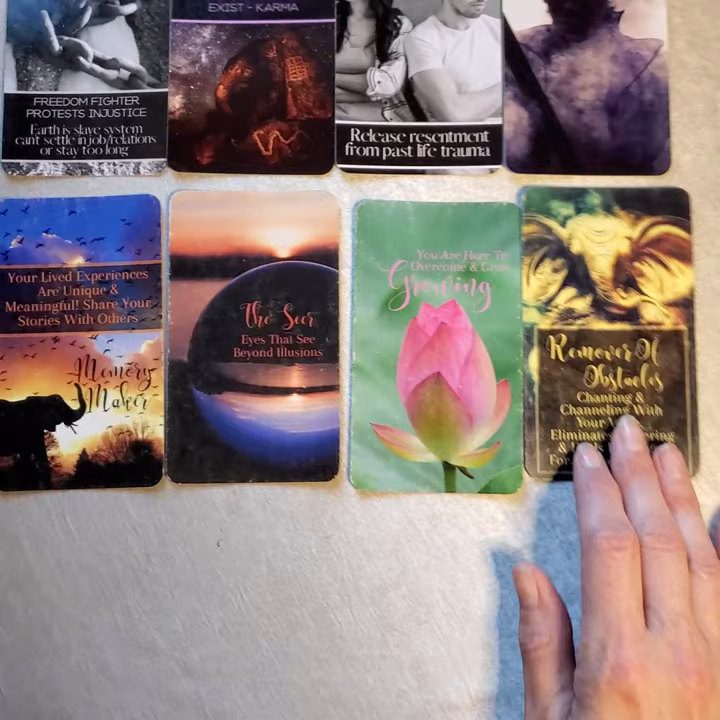 FREEDOM FIGHTER
PROTESTS INJUSTICE
Earth is slave system
cant settle in job/relations
or stay too long
EXIST - KARMA
Release resentment
from past life trauma
Your Lived Experiences
Are Unique &
Meaningful! Share Your
Stories With Others
Memory
Maker
The Seer
Eyes That See
Beyond Illusions
You Are Here To
Overcome & Grow
Growing
Remover Of
Obstacles
Chanting &
Channeling With
Your
Eliminates
&
For